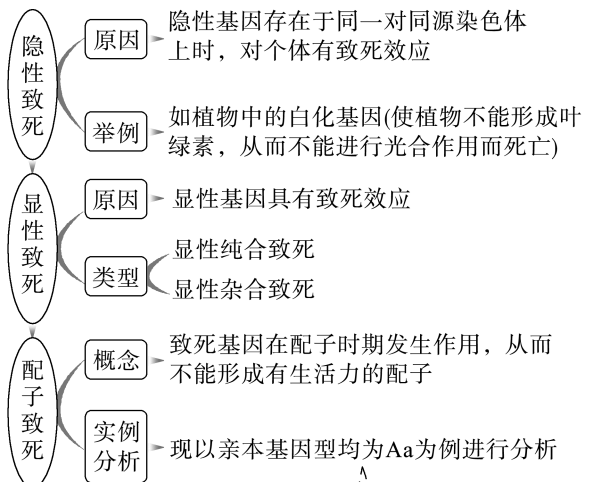 隐性致死
原因
隐性基因存在于同一对同源染色体
上时，对个体有致死效应
举例
如植物中的白化基因(使植物不能形成叶
绿素，从而不能进行光合作用而死亡)
显性致死
原因
显性基因具有致死效应
类型
显性纯合致死
显性杂合致死
配子致死
概念
致死基因在配子时期发生作用，从而
不能形成有生活力的配子
实例
分析
现以亲本基因型均为Aa为例进行分析